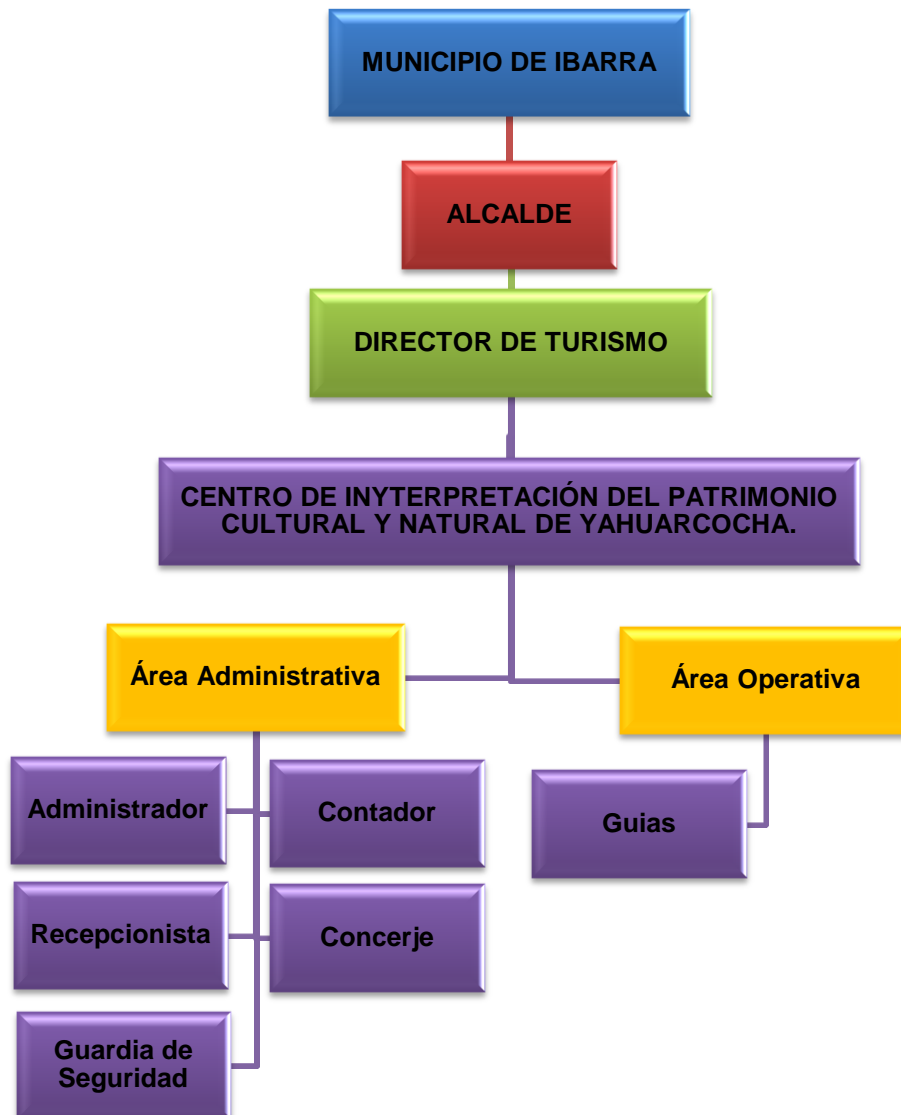 MUNICIPIO DE IBARRA
ALCALDE
DIRECTOR DE TURISMO
CENTRO DE INYTERPRETACIÓN DEL PATRIMONIO
CULTURAL Y NATURAL DE YAHUARCOCHA.
Área Administrativa
Área Operativa
Administrador
Contador
Guias
Recepcionista
Concerje
Guardia de
Seguridad